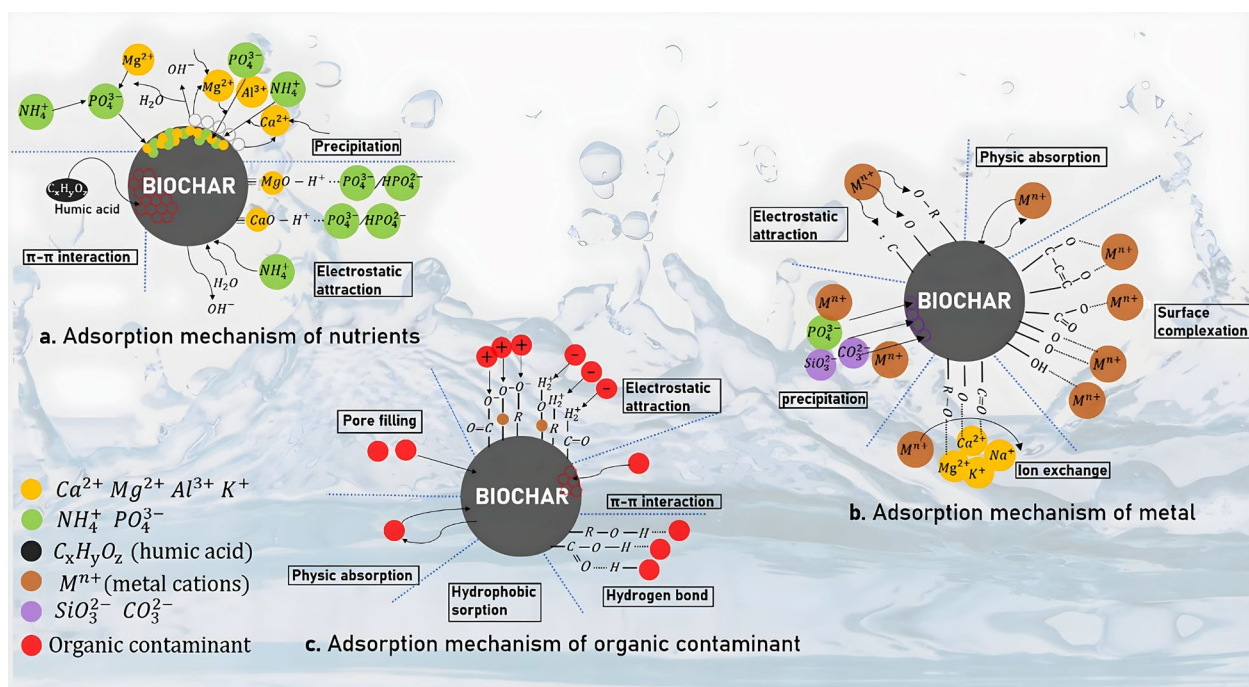 Mg²⁺
OH⁻
PO₄³⁻
Mg²⁺
Al³⁺
NH₄⁺
NH₄⁺
PO₄³⁻
H₂O
Ca²⁺
Precipitation
BIOCHAR
CₓHᵧO_z
Humic acid
≡ MgO − H⁺ ⋯ PO₄³⁻/HPO₄²⁻
≡ CaO − H⁺ ⋯ PO₄³⁻/HPO₄²⁻
π-π interaction
H₂O
NH₄⁺
OH⁻
Electrostatic
attraction
a. Adsorption mechanism of nutrients
Physic absorption
Mⁿ⁺
O − R
O
: C
Mⁿ⁺
Electrostatic
attraction
BIOCHAR
O
C
C=C
O
Mⁿ⁺
C
O
O
Mⁿ⁺
Surface
complexation
O
O
OH
Mⁿ⁺
Mⁿ⁺
Mⁿ⁺
PO₄³⁻
SiO₃²⁻
CO₃²⁻
Mⁿ⁺
precipitation
R − O
O
C=O
Mⁿ⁺
Ca²⁺
Mg²⁺
K⁺
Na⁺
Ion exchange
b. Adsorption mechanism of metal
+ + +
− − −
O⁻
O⁻
O⁻
R
O=C
H₂⁺
H₂⁺
H₂⁺
O
R
C−O
Electrostatic
attraction
Pore filling
BIOCHAR
π-π interaction
R − O − H
C − O − H
O ⋯ H
Hydrogen bond
Physic absorption
Hydrophobic
sorption
c. Adsorption mechanism of organic contaminant
Ca²⁺ Mg²⁺ Al³⁺ K⁺
NH₄⁺ PO₄³⁻
CₓHᵧO_z (humic acid)
Mⁿ⁺(metal cations)
SiO₃²⁻ CO₃²⁻
Organic contaminant